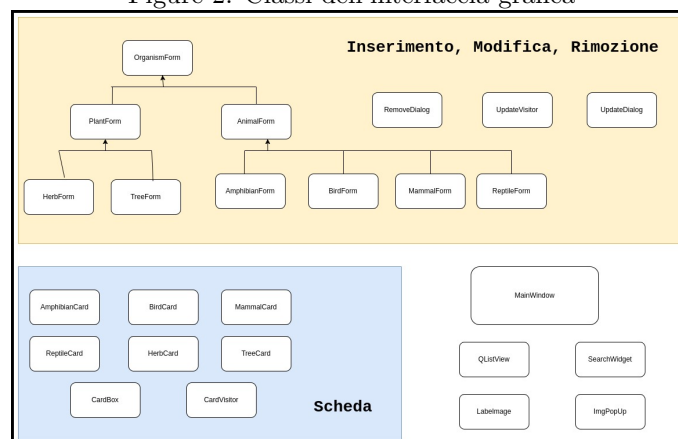 Figure 2: Classi dell'interfaccia grafica
Inserimento, Modifica, Rimozione
OrganismForm
PlantForm
AnimalForm
RemoveDialog
UpdateVisitor
UpdateDialog
HerbForm
TreeForm
AmphibianForm
BirdForm
MammalForm
ReptileForm
AmphibianCard
BirdCard
MammalCard
ReptileCard
HerbCard
TreeCard
CardBox
CardVisitor
Scheda
MainWindow
QListView
SearchWidget
LabelImage
ImgPopUp